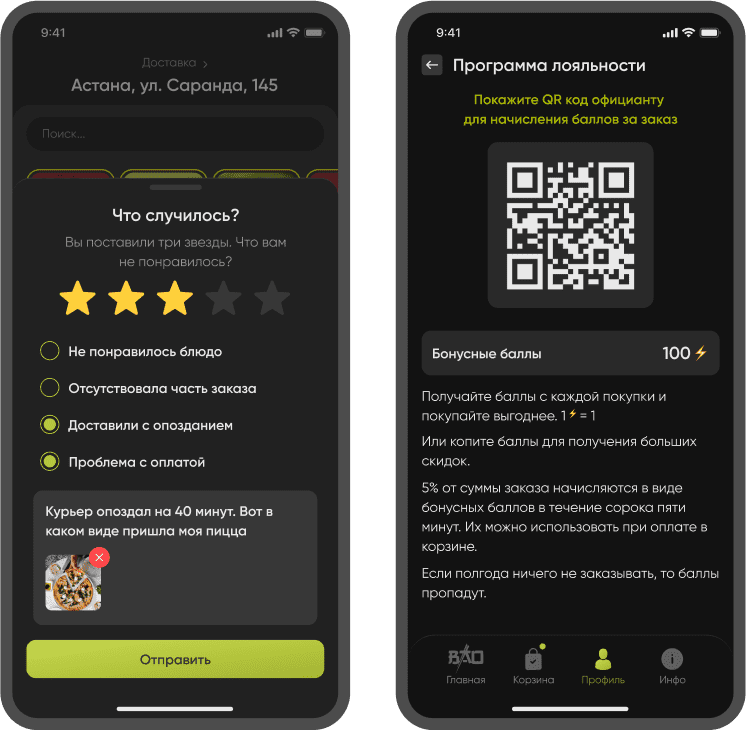 9:41
Доставка >
Астана, ул. Саранда, 145
Поиск...
Что случилось?
Вы поставили три звезды. Что вам
не понравилось?
Не понравилось блюдо
Отсутствовала часть заказа
Доставили с опозданием
Проблема с оплатой
Курьер опоздал на 40 минут. Вот в
каком виде пришла моя пицца
Отправить
9:41
Программа лояльности
Покажите QR код официанту
для начисления баллов за заказ
Бонусные баллы 100⚡
Получайте баллы с каждой покупки и
покупайте выгоднее. 1⚡= 1
Или копите баллы для получения больших
скидок.
5% от суммы заказа начисляются в виде
бонусных баллов в течение сорока пяти
минут. Их можно использовать при оплате в
корзине.
Если полгода ничего не заказывать, то баллы
пропадут.
ВАО
Главная Корзина Профиль Инфо